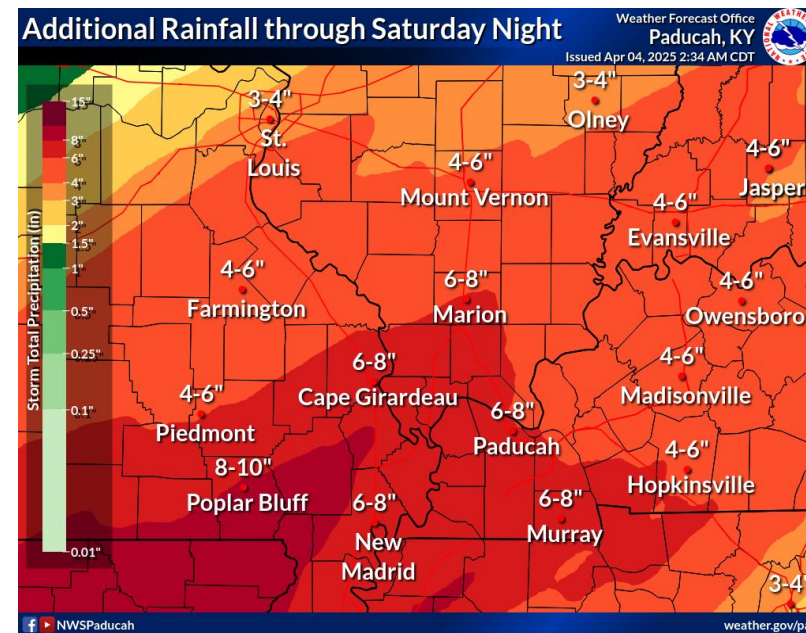 Additional Rainfall through Saturday Night
Weather Forecast Office
Paducah, KY
Issued Apr 04, 2025 2:34 AM CDT
Storm Total Precipitation (in)
15"
8"
6"
4"
3"
2"
1.5"
1"
0.5"
0.25"
0.1"
0.01"
3-4"
St.
Louis
3-4"
Olney
4-6"
Mount Vernon
4-6"
Jasper
4-6"
Evansville
4-6"
Farmington
6-8"
Marion
4-6"
Owensboro
6-8"
Cape Girardeau
4-6"
Madisonville
4-6"
Piedmont
6-8"
Paducah
8-10"
Poplar Bluff
4-6"
Hopkinsville
6-8"
New
Madrid
6-8"
Murray
3-4"
NWSPaducah
weather.gov/pa